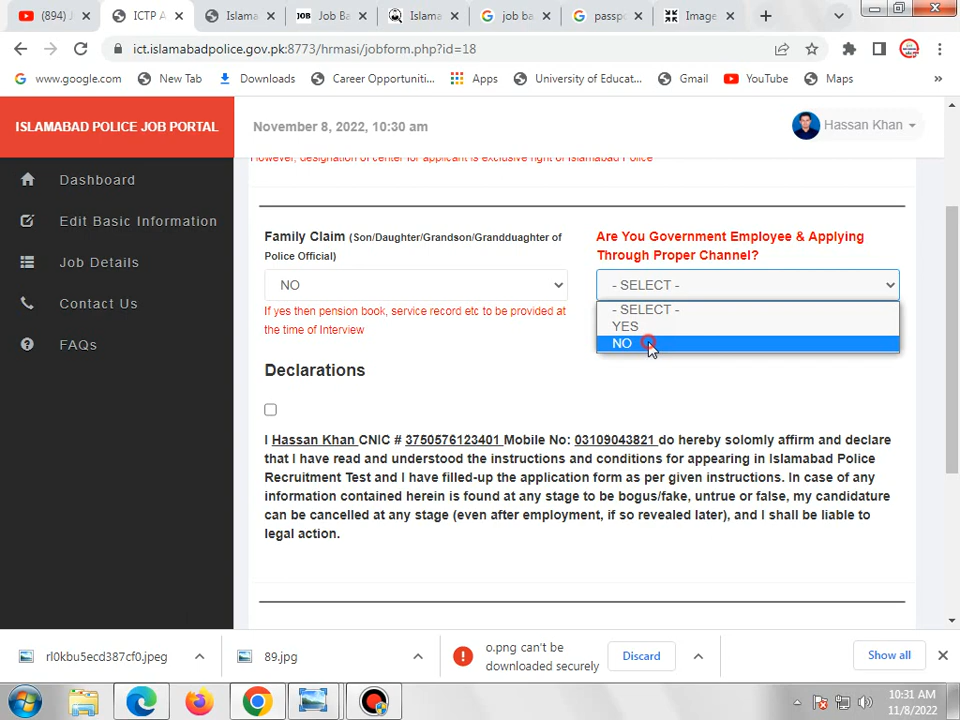 (894) J
ICTP A
Islama
JOB
Job Ba
Islama
job ba
passpo
Image
ict.islamabadpolice.gov.pk:8773/hrmasi/jobform.php?id=18
www.google.com
New Tab
Downloads
Career Opportuniti...
Apps
University of Educat...
Gmail
YouTube
Maps
»
ISLAMABAD POLICE JOB PORTAL
November 8, 2022, 10:30 am
Hassan Khan
However, designation of center for applicant is exclusive right of Islamabad Police
Dashboard
Edit Basic Information
Job Details
Contact Us
FAQs
Family Claim (Son/Daughter/Grandson/Grandduaghter of
Police Official)
NO
If yes then pension book, service record etc to be provided at
the time of Interview
Are You Government Employee & Applying
Through Proper Channel?
- SELECT -
- SELECT -
YES
NO
Declarations
I Hassan Khan CNIC # 3750576123401 Mobile No: 03109043821 do hereby solomly affirm and declare
that I have read and understood the instructions and conditions for appearing in Islamabad Police
Recruitment Test and I have filled-up the application form as per given instructions. In case of any
information contained herein is found at any stage to be bogus/fake, untrue or false, my candidature
can be cancelled at any stage (even after employment, if so revealed later), and I shall be liable to
legal action.
rl0kbu5ecd387cf0.jpeg
89.jpg
o.png can't be
downloaded securely
Discard
Show all
10:31 AM
11/8/2022